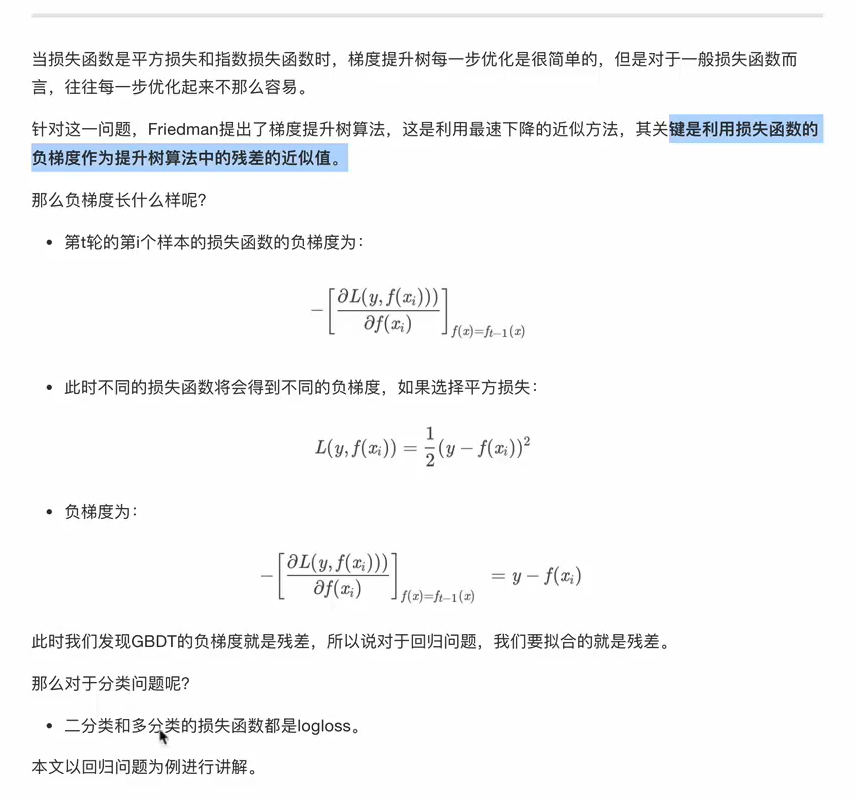 当损失函数是平方损失和指数损失函数时，梯度提升树每一步优化是很简单的，但是对于一般损失函数而
言，往往每一步优化起来不那么容易。
针对这一问题，Friedman提出了梯度提升树算法，这是利用最速下降的近似方法，其关键是利用损失函数的
负梯度作为提升树算法中的残差的近似值。
那么负梯度长什么样呢？
• 第t轮的第i个样本的损失函数的负梯度为：
$-\left[\frac{\partial L(y, f(x_i)))}{\partial f(x_i)}\right]_{f(x)=f_{t-1}(x)}$
• 此时不同的损失函数将会得到不同的负梯度，如果选择平方损失：
$L(y, f(x_i)) = \frac{1}{2}(y - f(x_i))^2$
• 负梯度为：
$-\left[\frac{\partial L(y, f(x_i)))}{\partial f(x_i)}\right]_{f(x)=f_{t-1}(x)} = y - f(x_i)$
此时我们发现GBDT的负梯度就是残差，所以说对于回归问题，我们要拟合的就是残差。
那么对于分类问题呢？
• 二分类和多分类的损失函数都是logloss。
本文以回归问题为例进行讲解。